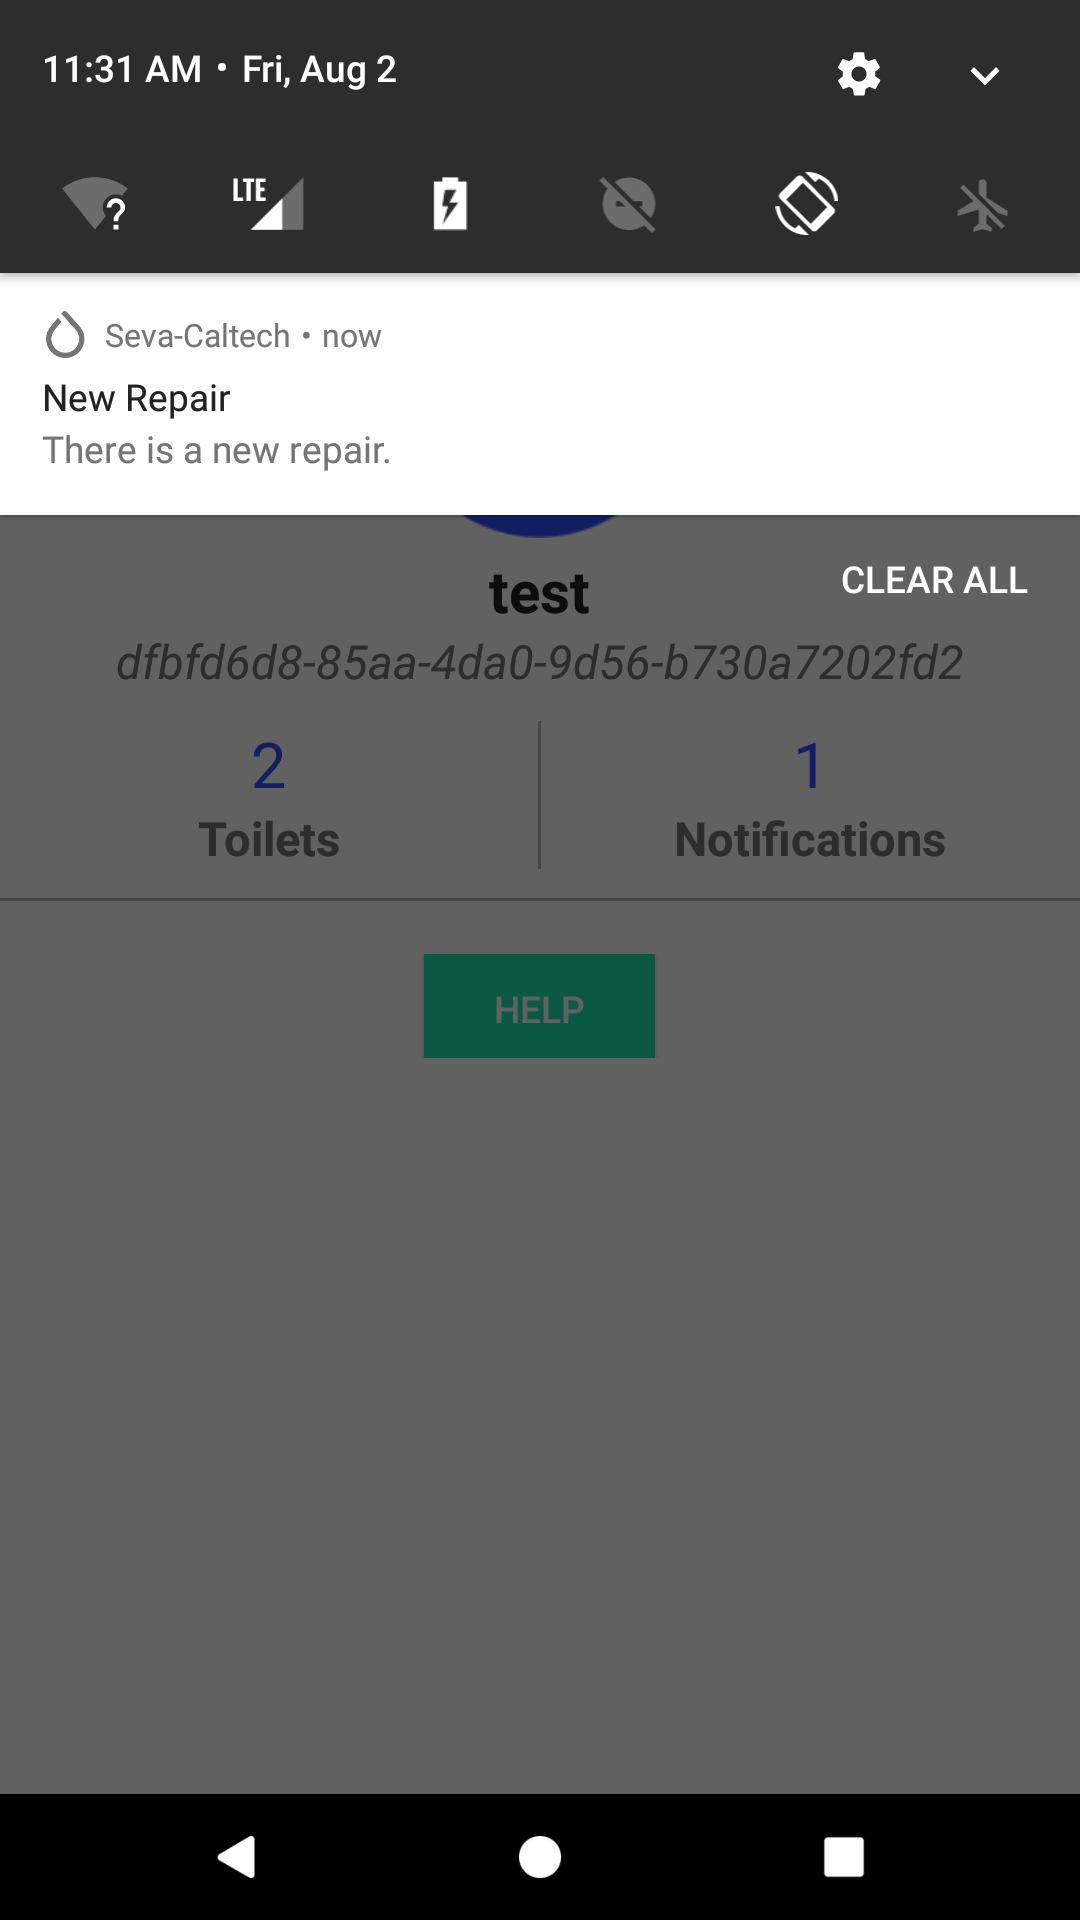 11:31 AM • Fri, Aug 2
?
LTE
Seva-Caltech • now
New Repair
There is a new repair.
CLEAR ALL
test
dfbfd6d8-85aa-4da0-9d56-b730a7202fd2
2
1
Toilets
Notifications
HELP